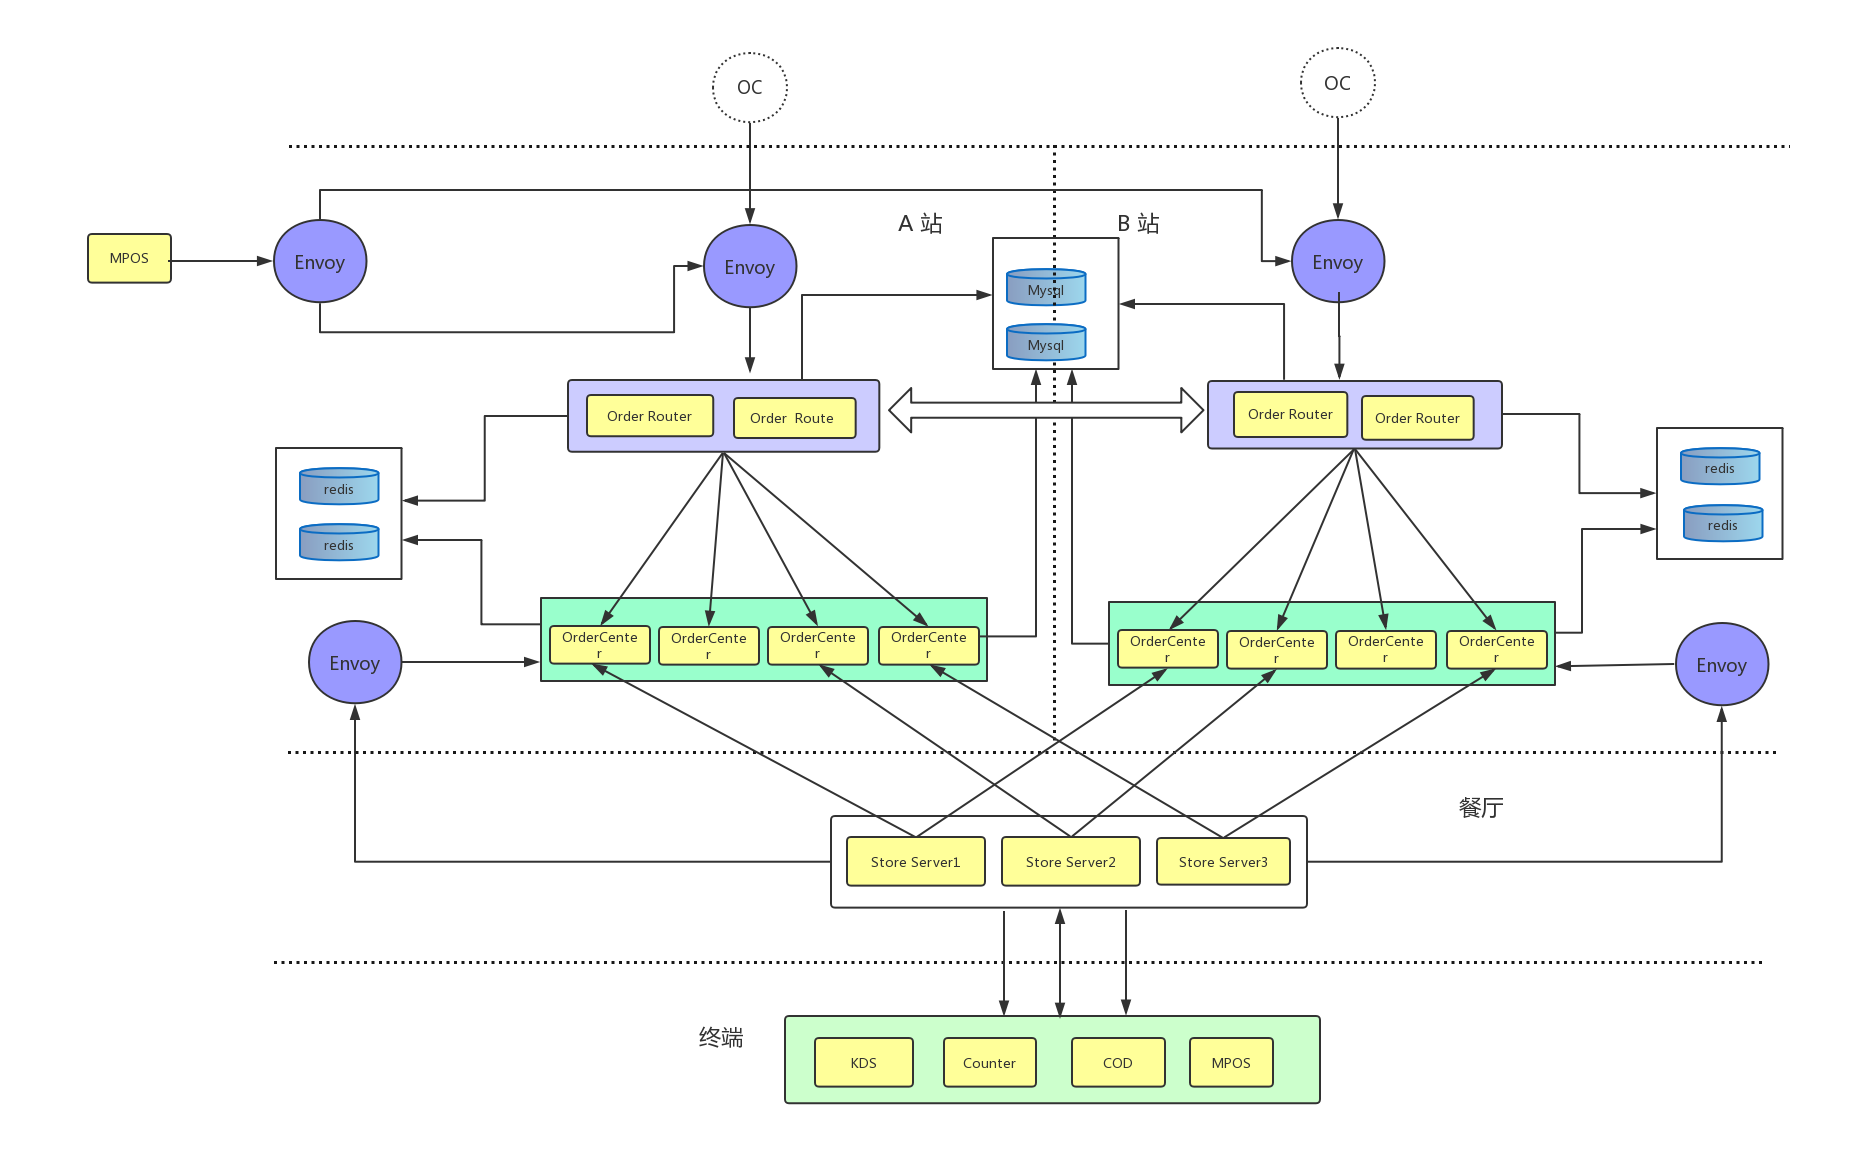 OC
OC
A 站
B 站
MPOS
Envoy
Envoy
Envoy
Mysql
Mysql
Order Router
Order  Route
Order Router
Order Router
redis
redis
redis
redis
OrderCente
r
OrderCente
r
OrderCente
r
OrderCente
r
OrderCente
r
OrderCente
r
OrderCente
r
OrderCente
r
Envoy
Envoy
餐厅
Store Server1
Store Server2
Store Server3
终端
KDS
Counter
COD
MPOS